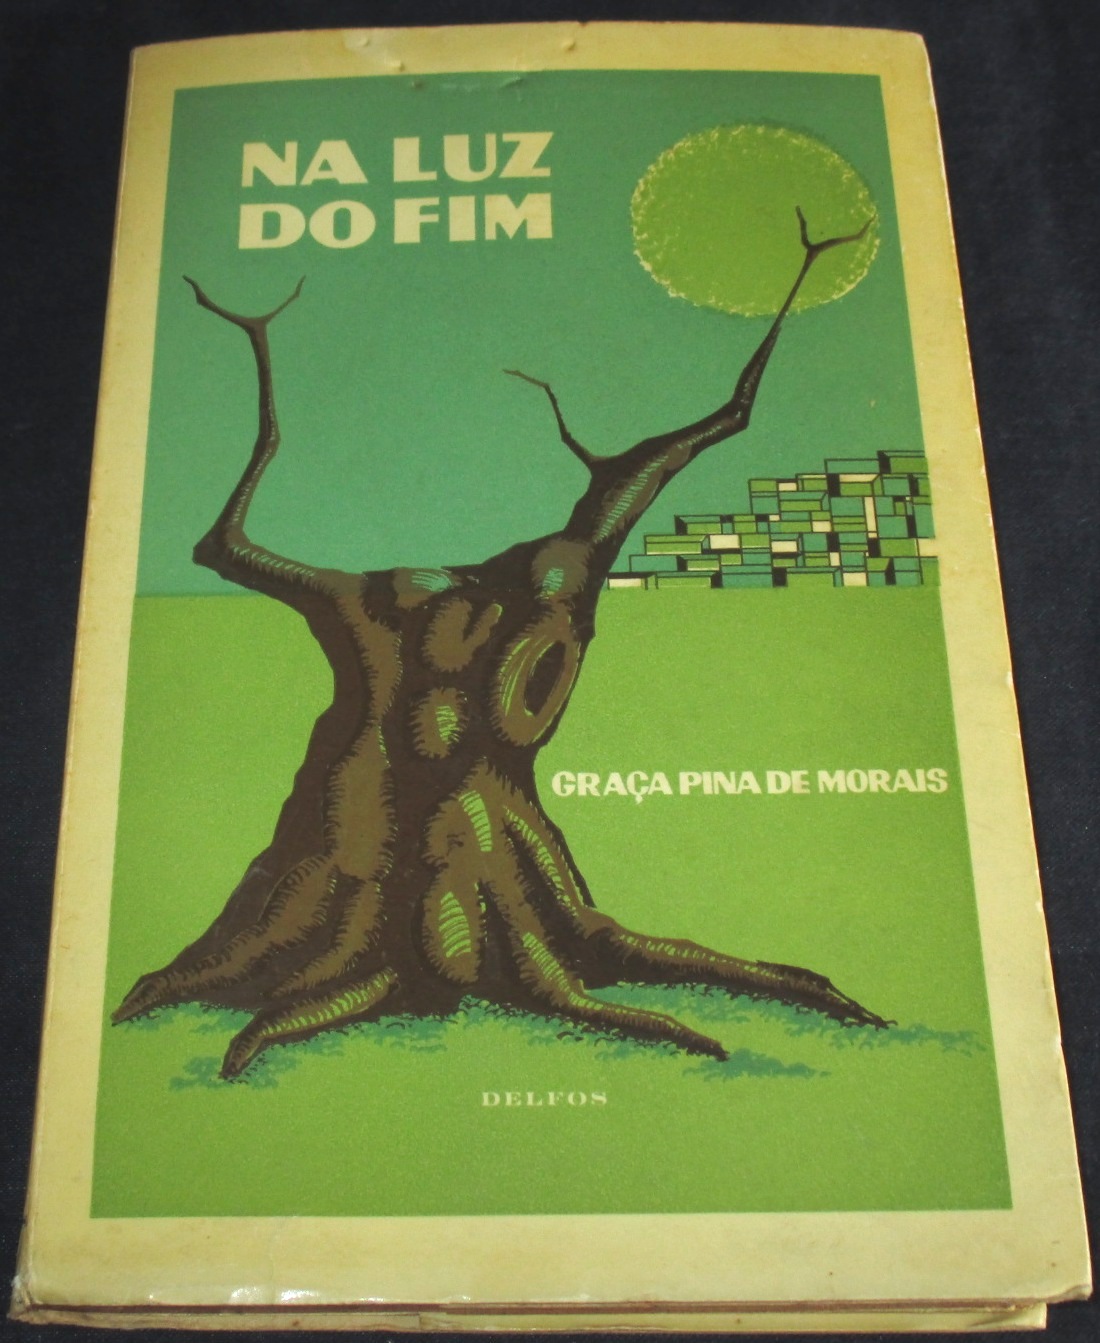 NA LUZ
DO FIM
GRAÇA PINA DE MORAIS
DELFOS